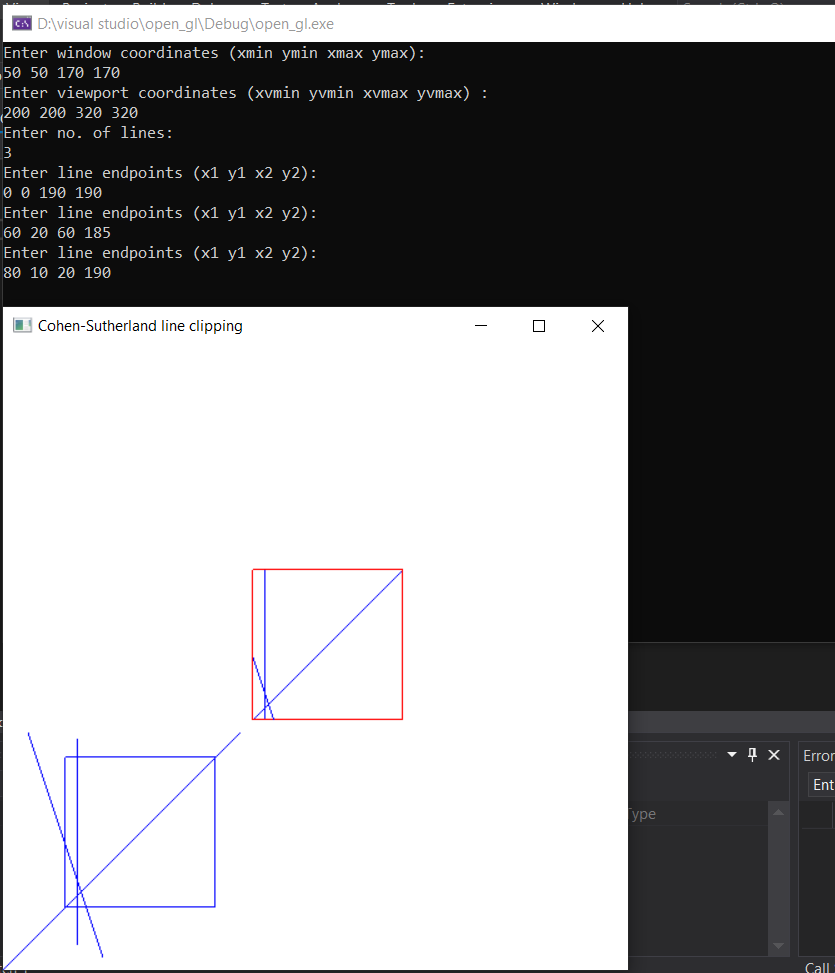 D:\visual studio\open_gl\Debug\open_gl.exe
Enter window coordinates (xmin ymin xmax ymax):
50 50 170 170
Enter viewport coordinates (xvmin yvmin xvmax yvmax) :
200 200 320 320
Enter no. of lines:
3
Enter line endpoints (x1 y1 x2 y2):
0 0 190 190
Enter line endpoints (x1 y1 x2 y2):
60 20 60 185
Enter line endpoints (x1 y1 x2 y2):
80 10 20 190
Cohen-Sutherland line clipping
Error
Ent
Type
Call